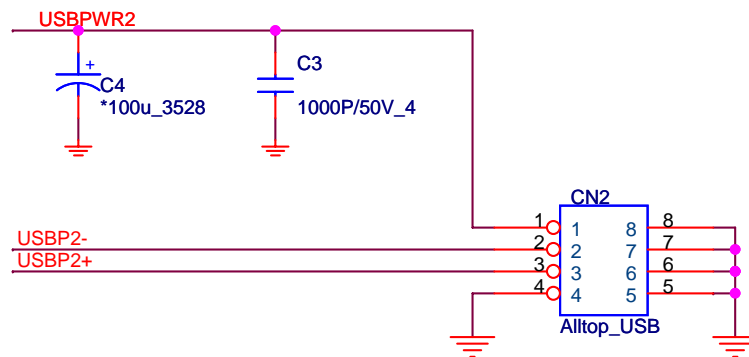 USBPWR2
+
C4
*100u_3528
C3
1000P/50V_4
CN2
1 1 8 8
USBP2- 2 2 7 7
USBP2+ 3 3 6 6
4 4 5 5
Alltop_USB